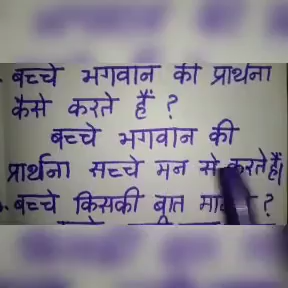 बच्चे भगवान की प्रार्थना
कैसे करते हैं ?
बच्चे भगवान की
प्रार्थना सच्चे मन से करते हैं।
बच्चे किसकी बात ?